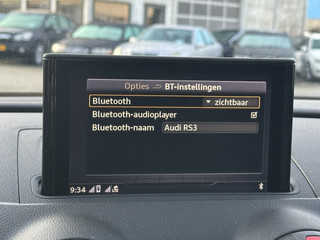 Opties BT-instellingen
Bluetooth zichtbaar
Bluetooth-audioplayer
Bluetooth-naam Audi RS3
9:34